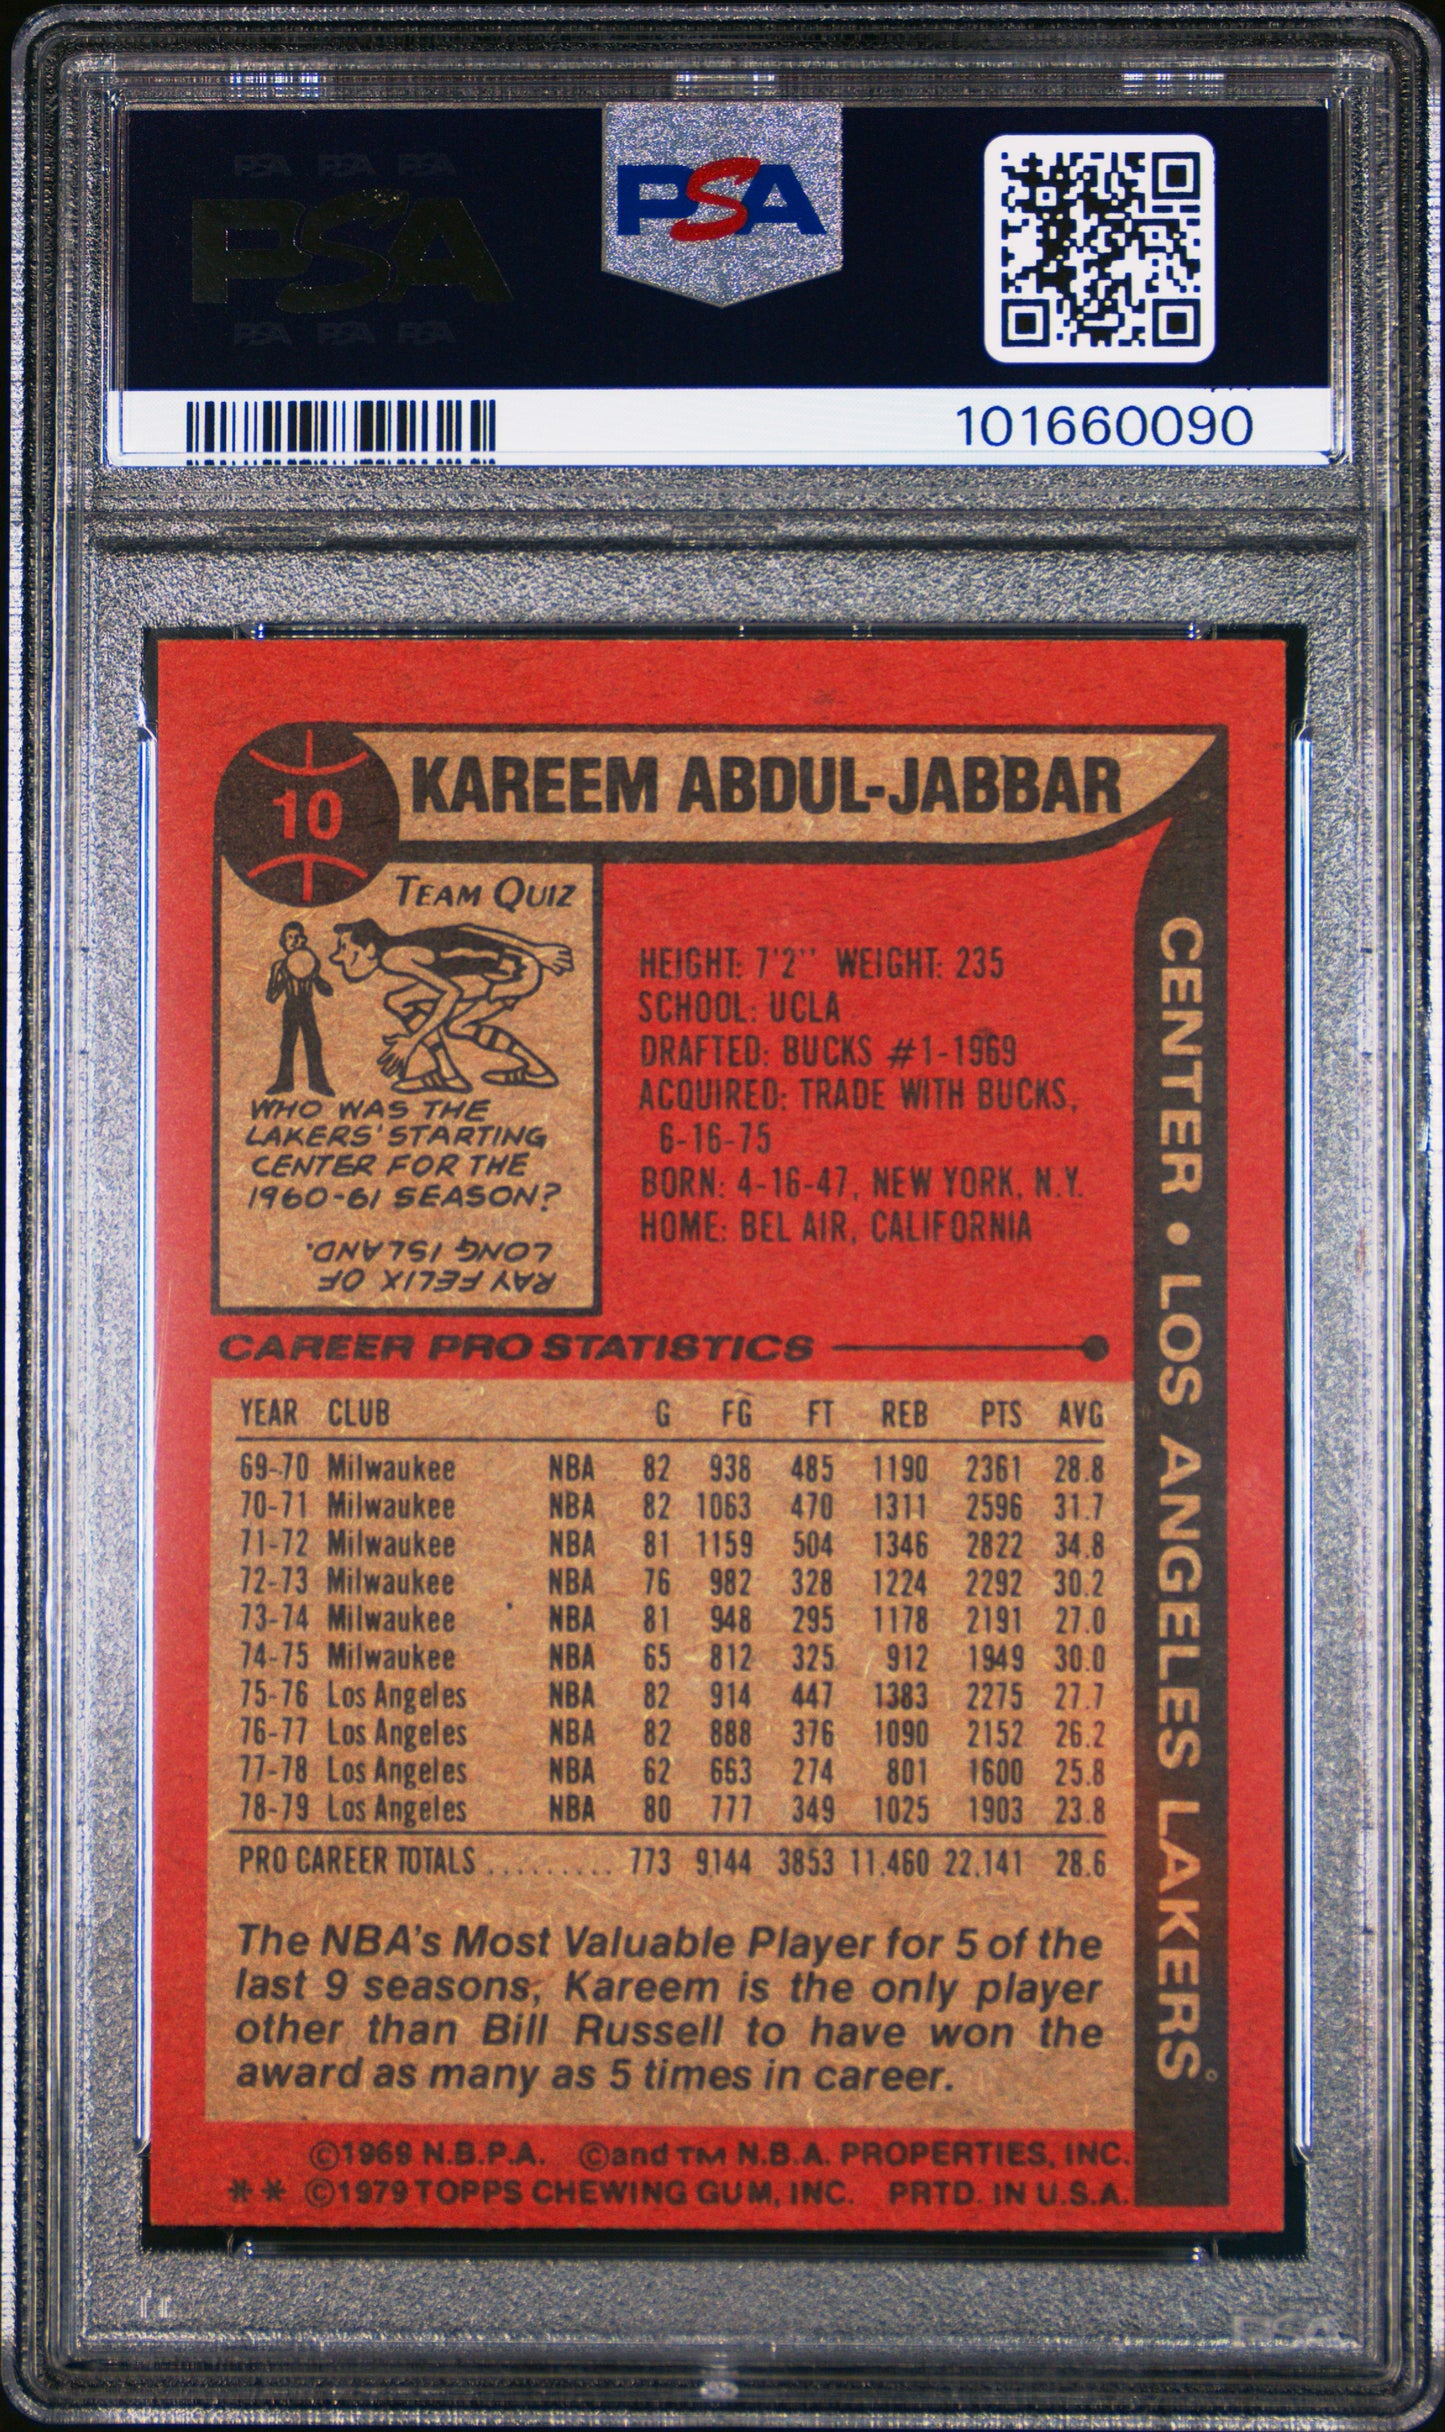 PSA PSA PSA
PSA
PSA PSA PSA
PSA
101660090
10
KAREEM ABDUL-JABBAR
TEAM QUIZ
WHO WAS THE
LAKERS' STARTING
CENTER FOR THE
1960-61 SEASON?
RAY FELIX OF
LONG ISLAND.
HEIGHT: 7'2" WEIGHT: 235
SCHOOL: UCLA
DRAFTED: BUCKS #1-1969
ACQUIRED: TRADE WITH BUCKS,
6-16-75
BORN: 4-16-47, NEW YORK, N.Y.
HOME: BEL AIR, CALIFORNIA
CENTER • LOS ANGELES LAKERS
CAREER PRO STATISTICS
YEAR CLUB G FG FT REB PTS AVG
69-70 Milwaukee NBA 82 938 485 1190 2361 28.8
70-71 Milwaukee NBA 82 1063 470 1311 2596 31.7
71-72 Milwaukee NBA 81 1159 504 1346 2822 34.8
72-73 Milwaukee NBA 76 982 328 1224 2292 30.2
73-74 Milwaukee NBA 81 948 295 1178 2191 27.0
74-75 Milwaukee NBA 65 812 325 912 1949 30.0
75-76 Los Angeles NBA 82 914 447 1383 2275 27.7
76-77 Los Angeles NBA 82 888 376 1090 2152 26.2
77-78 Los Angeles NBA 62 663 274 801 1600 25.8
78-79 Los Angeles NBA 80 777 349 1025 1903 23.8
PRO CAREER TOTALS ......... 773 9144 3853 11,460 22,141 28.6
The NBA's Most Valuable Player for 5 of the
last 9 seasons, Kareem is the only player
other than Bill Russell to have won the
award as many as 5 times in career.
©1969 N.B.P.A. ©and TM N.B.A. PROPERTIES, INC.
** ©1979 TOPPS CHEWING GUM, INC. PRTD. IN U.S.A.
PSA